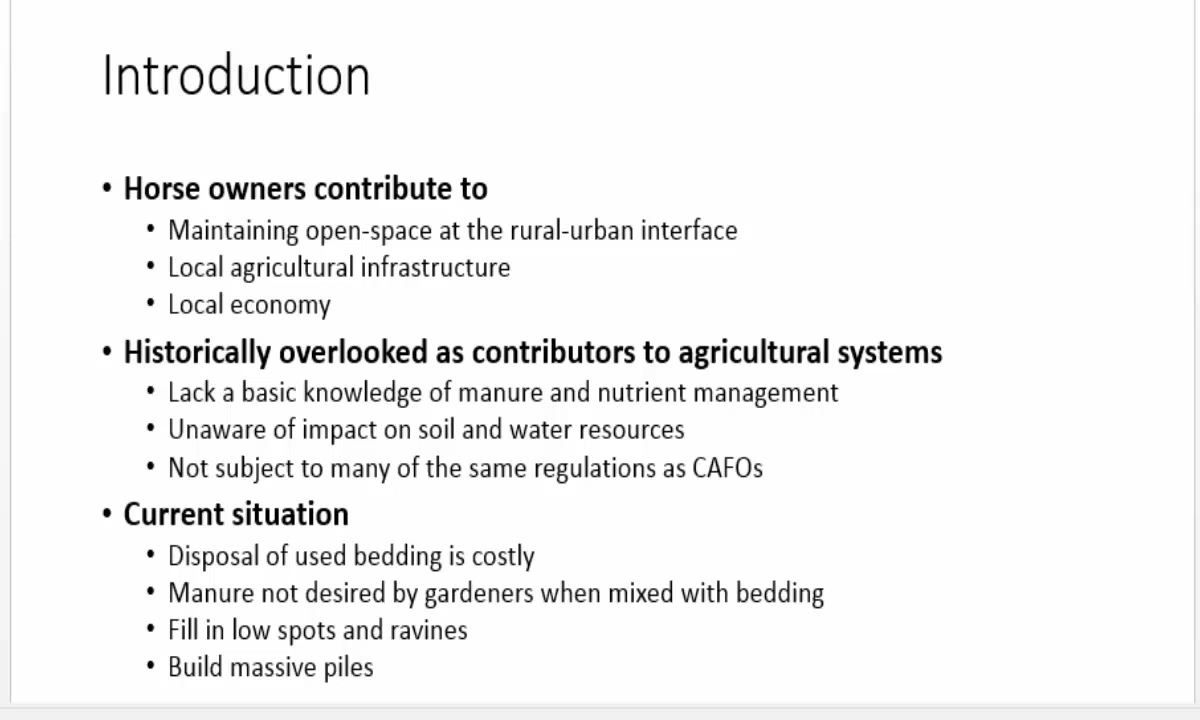 Introduction
• Horse owners contribute to
• Maintaining open-space at the rural-urban interface
• Local agricultural infrastructure
• Local economy
• Historically overlooked as contributors to agricultural systems
• Lack a basic knowledge of manure and nutrient management
• Unaware of impact on soil and water resources
• Not subject to many of the same regulations as CAFOs
• Current situation
• Disposal of used bedding is costly
• Manure not desired by gardeners when mixed with bedding
• Fill in low spots and ravines
• Build massive piles